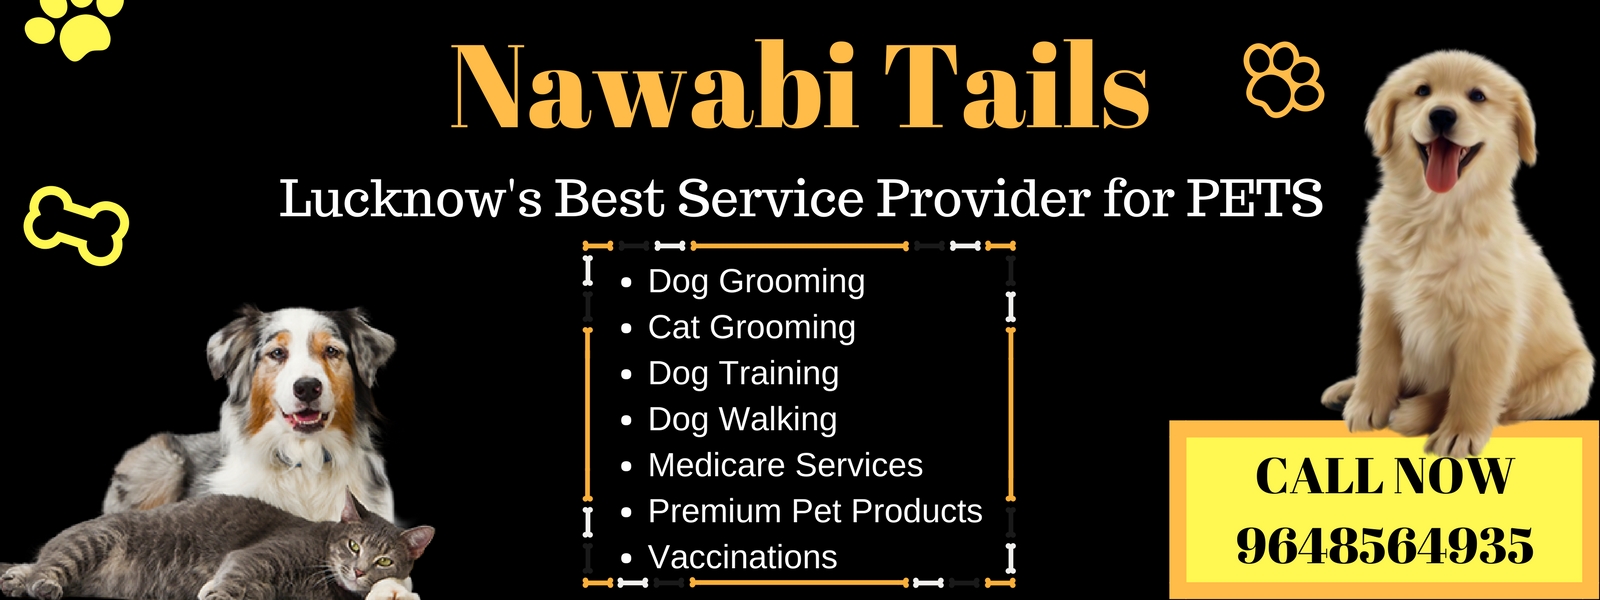 Nawabi Tails
Lucknow's Best Service Provider for PETS
• Dog Grooming
• Cat Grooming
• Dog Training
• Dog Walking
• Medicare Services
• Premium Pet Products
• Vaccinations
CALL NOW
9648564935